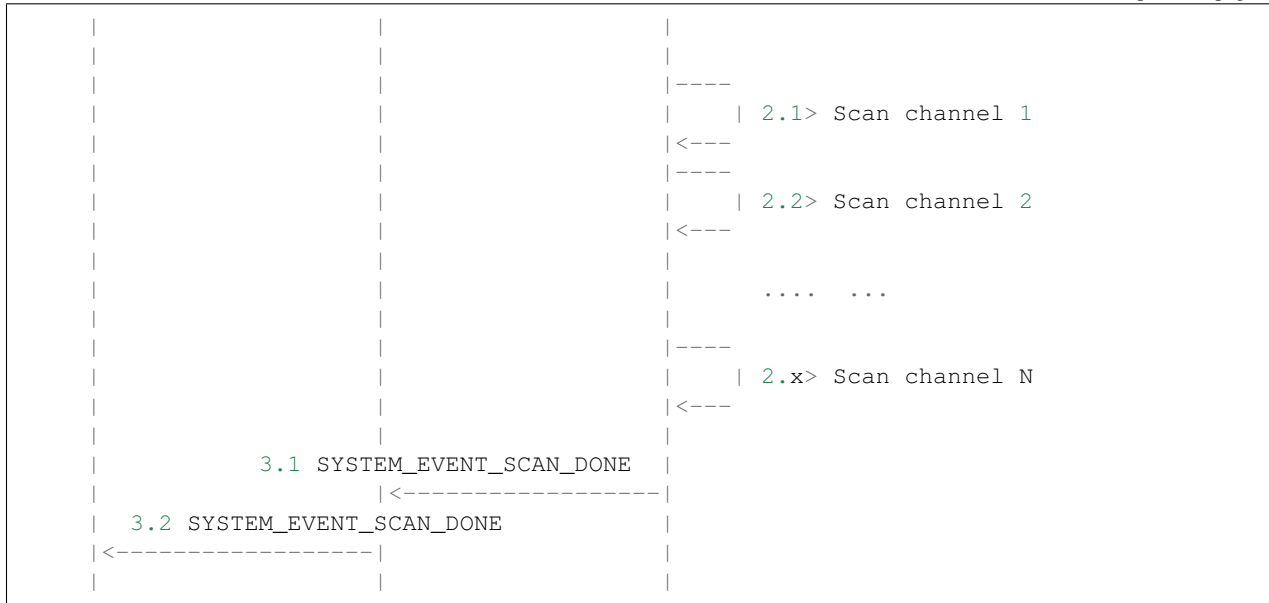 2.1> Scan channel 1
2.2> Scan channel 2
.... ...
2.x> Scan channel N
3.1 SYSTEM_EVENT_SCAN_DONE
3.2 SYSTEM_EVENT_SCAN_DONE